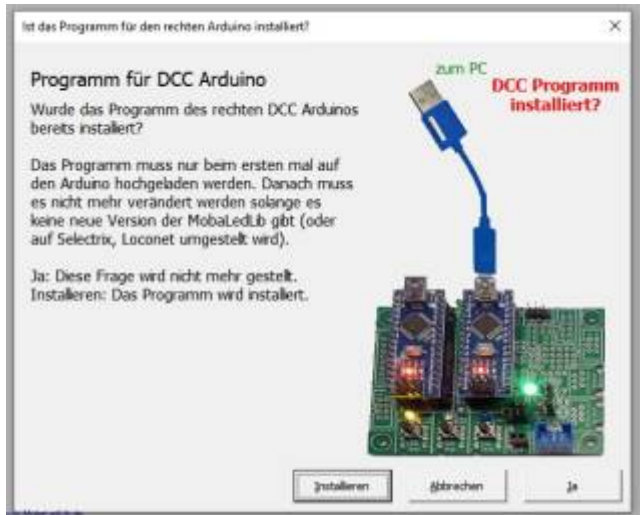 Ist das Programm für den rechten Arduino installiert?
Programm für DCC Arduino
Wurde das Programm des rechten DCC Arduinos
bereits installiert?
Das Programm muss nur beim ersten mal auf
den Arduino hochgeladen werden. Danach muss
es nicht mehr verändert werden solange es
keine neue Version der MobaLedLib gibt (oder
auf Selectrix, Loconet umgestellt wird).
Ja: Diese Frage wird nicht mehr gestellt.
Installieren: Das Programm wird installiert.
zum PC
DCC Programm
installiert?
Installieren
Abbrechen
Ja